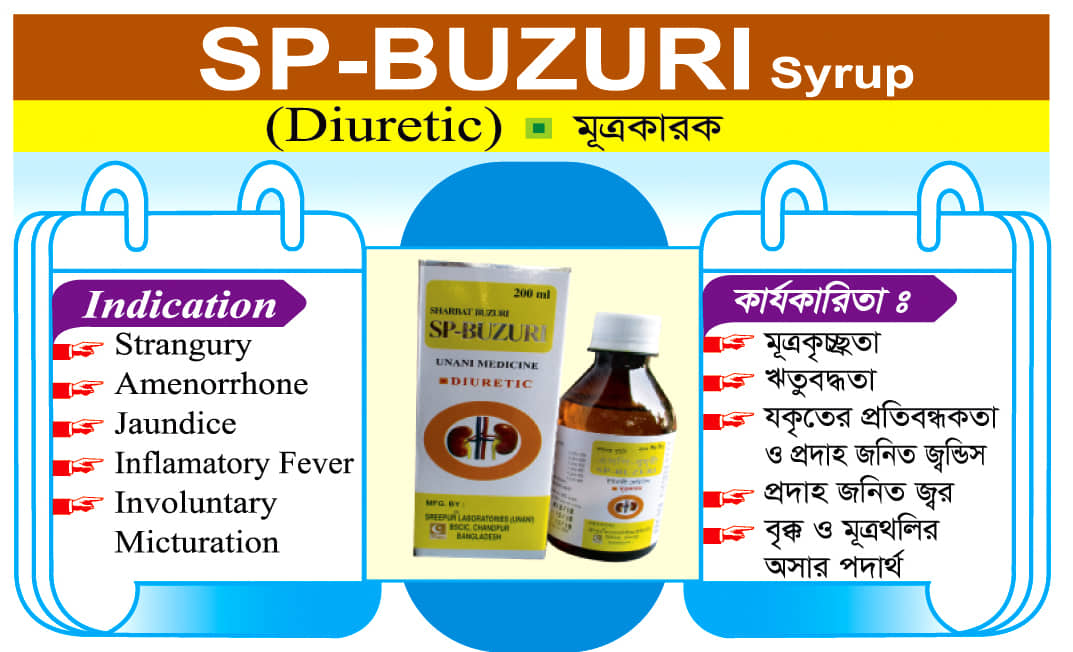 SP-BUZURI Syrup
(Diuretic) মূত্রকারক
Indication
Strangury
Amenorrhone
Jaundice
Inflamatory Fever
Involuntary
Micturation
200 ml
SHARBAT BUZURI
SP-BUZURI
UNANI MEDICINE
DIURETIC
MFG. BY :
SREEPUR LABORATORIES (UNANI)
BSCIC, CHANDPUR
BANGLADESH
কার্যকারিতা ঃ
মূত্রকৃচ্ছ্রতা
ঋতুবদ্ধতা
যকৃতের প্রতিবন্ধকতা
ও প্রদাহ জনিত জ্বন্ডিস
প্রদাহ জনিত জ্বর
বৃক্ক ও মূত্রথলির
অসার পদার্থ